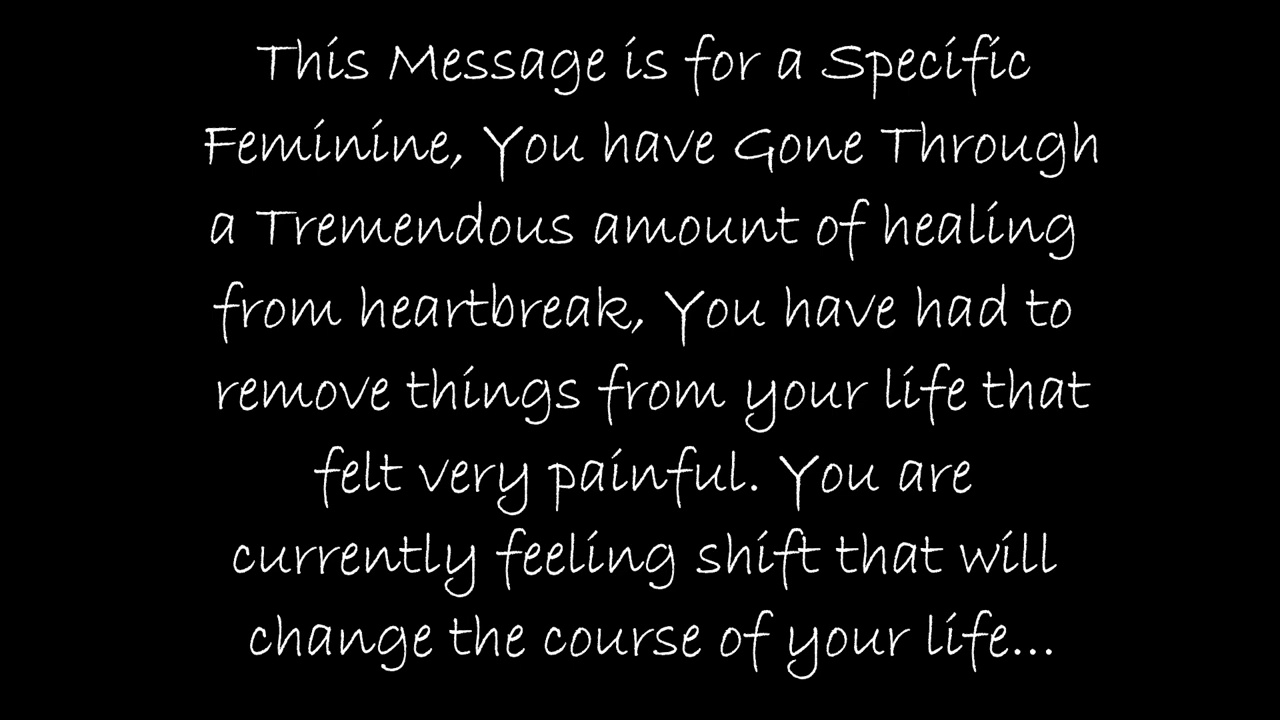 This Message is for a Specific
Feminine, You have Gone Through
a Tremendous amount of healing
from heartbreak, You have had to
remove things from your life that
felt very painful. You are
currently feeling shift that will
change the course of your life...